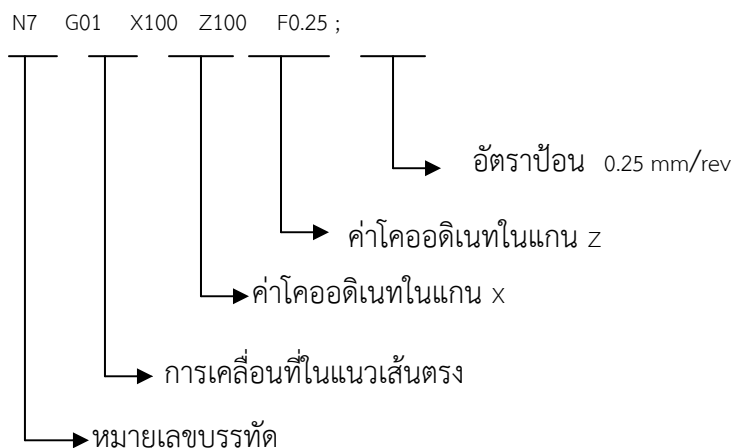 N7 G01 X100 Z100 F0.25 ;
อัตราป้อน 0.25 mm/rev
ค่าโคออดิเนทในแกน Z
ค่าโคออดิเนทในแกน X
การเคลื่อนที่ในแนวเส้นตรง
หมายเลขบรรทัด